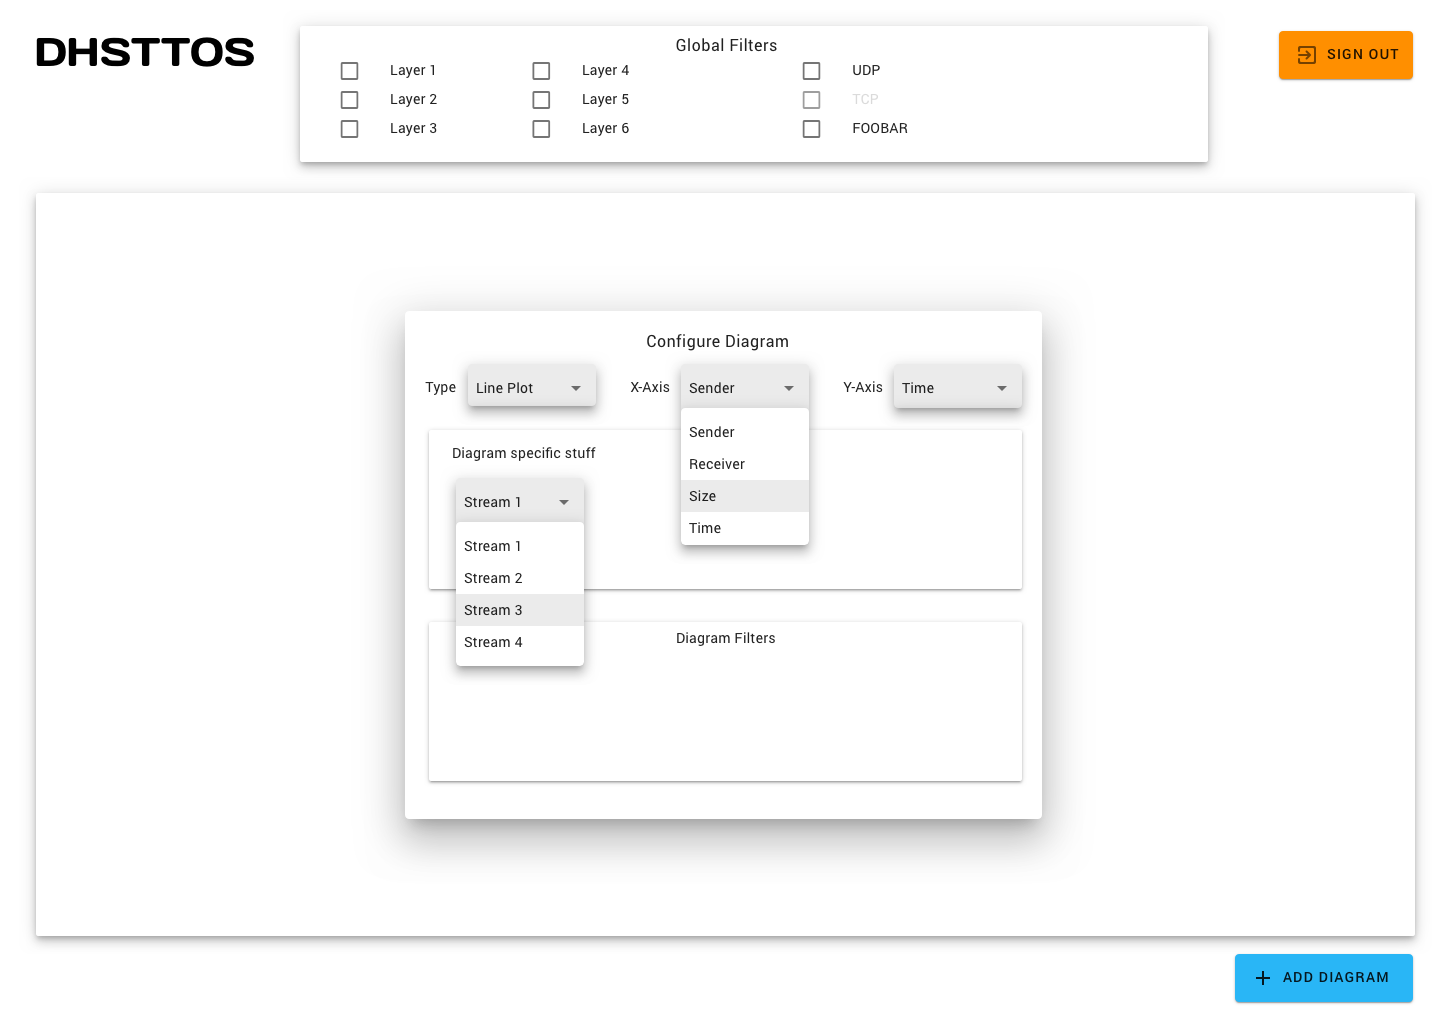 DHSTTOS
Global Filters
SIGN OUT
Layer 1
Layer 4
UDP
Layer 2
Layer 5
TCP
Layer 3
Layer 6
FOOBAR
Configure Diagram
Type
Line Plot
X-Axis
Sender
Y-Axis
Time
Sender
Receiver
Size
Time
Diagram specific stuff
Stream 1
Stream 1
Stream 2
Stream 3
Stream 4
Diagram Filters
ADD DIAGRAM